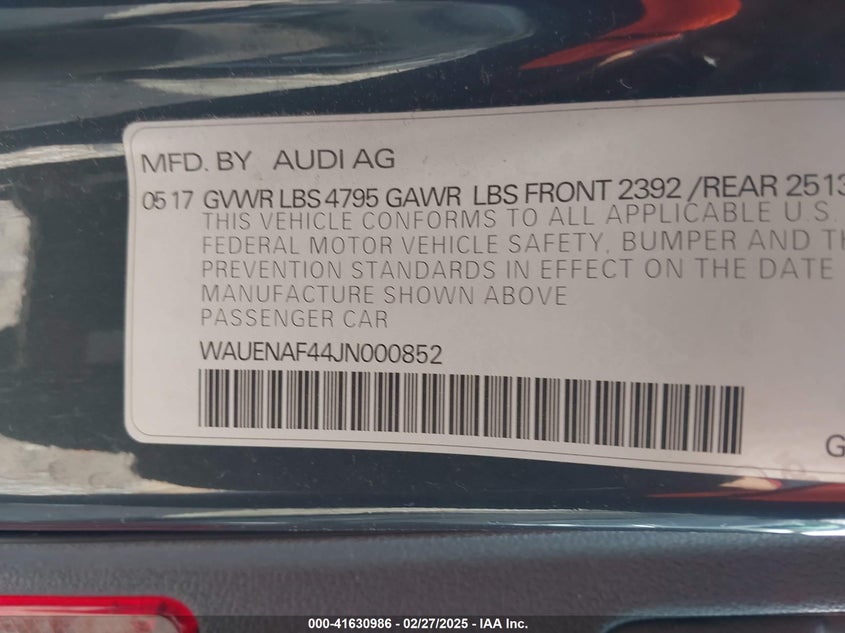 MFD. BY AUDI AG
05 17 GVWR LBS 4795 GAWR LBS FRONT 2392 /REAR 2513
THIS VEHICLE CONFORMS TO ALL APPLICABLE U.S.
FEDERAL MOTOR VEHICLE SAFETY, BUMPER AND TH
PREVENTION STANDARDS IN EFFECT ON THE DATE
MANUFACTURE SHOWN ABOVE
PASSENGER CAR
WAUENAF44JN000852
G
000-41630986 - 02/27/2025 - IAA Inc.